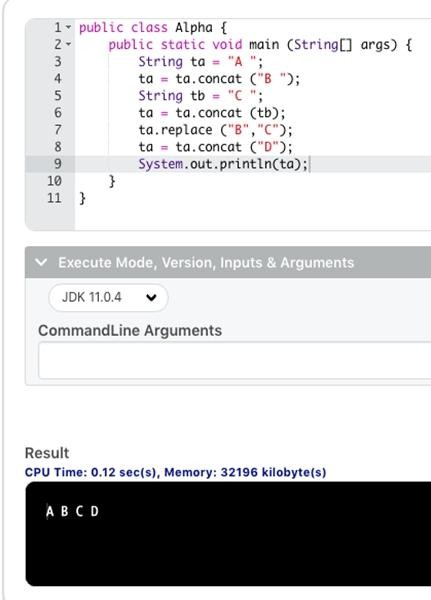 1 public class Alpha {
2 public static void main (String[] args) {
3 String ta = "A ";
4 ta = ta.concat ("B ");
5 String tb = "C ";
6 ta = ta.concat (tb);
7 ta.replace ("B","C");
8 ta = ta.concat ("D");
9 System.out.println(ta);
10 }
11 }
Execute Mode, Version, Inputs & Arguments
JDK 11.0.4
CommandLine Arguments
Result
CPU Time: 0.12 sec(s), Memory: 32196 kilobyte(s)
A B C D